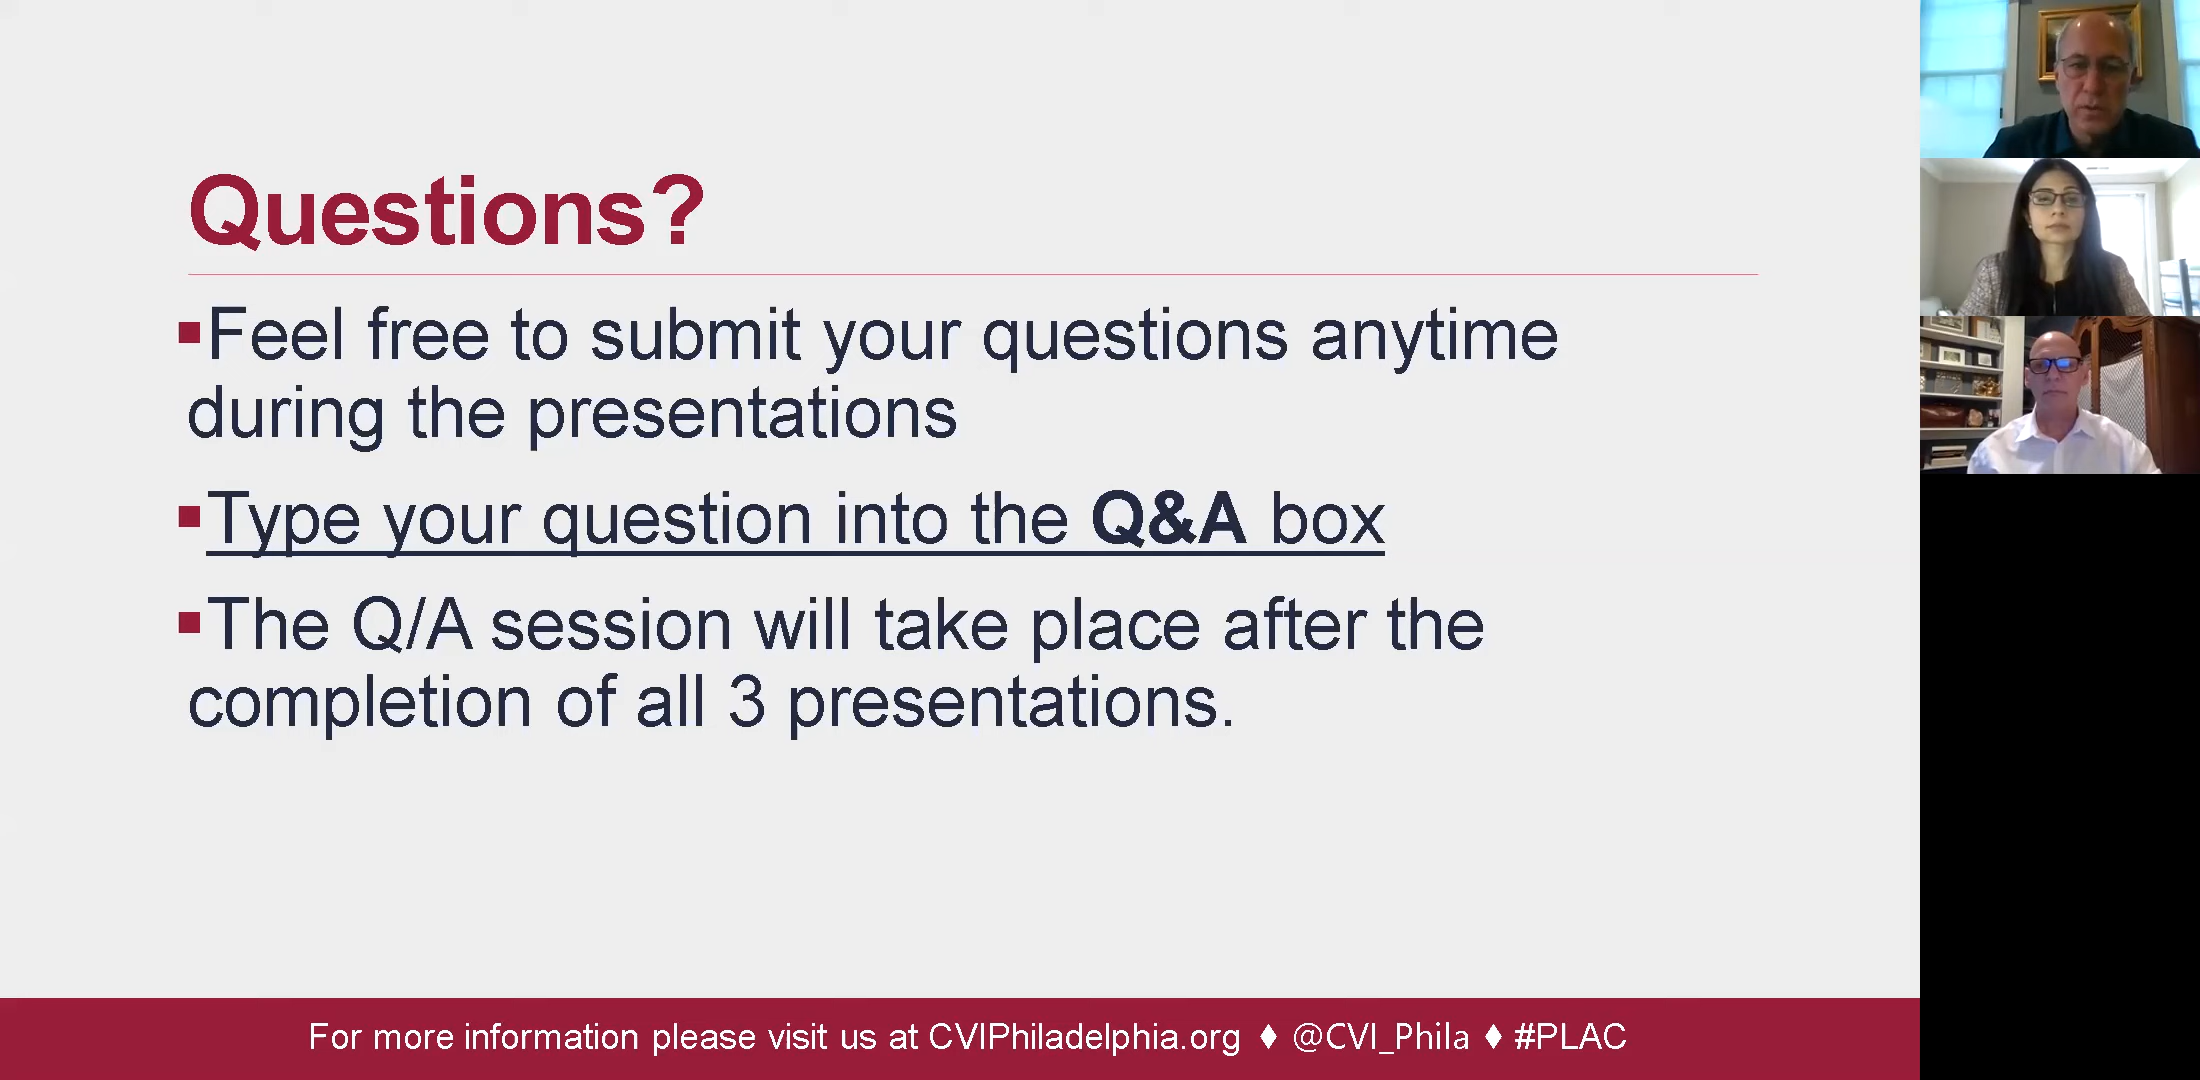 Questions?
▪Feel free to submit your questions anytime
during the presentations
▪Type your question into the Q&A box
▪The Q/A session will take place after the
completion of all 3 presentations.
For more information please visit us at CVIPhiladelphia.org ♦ @CVI_Phila ♦ #PLAC